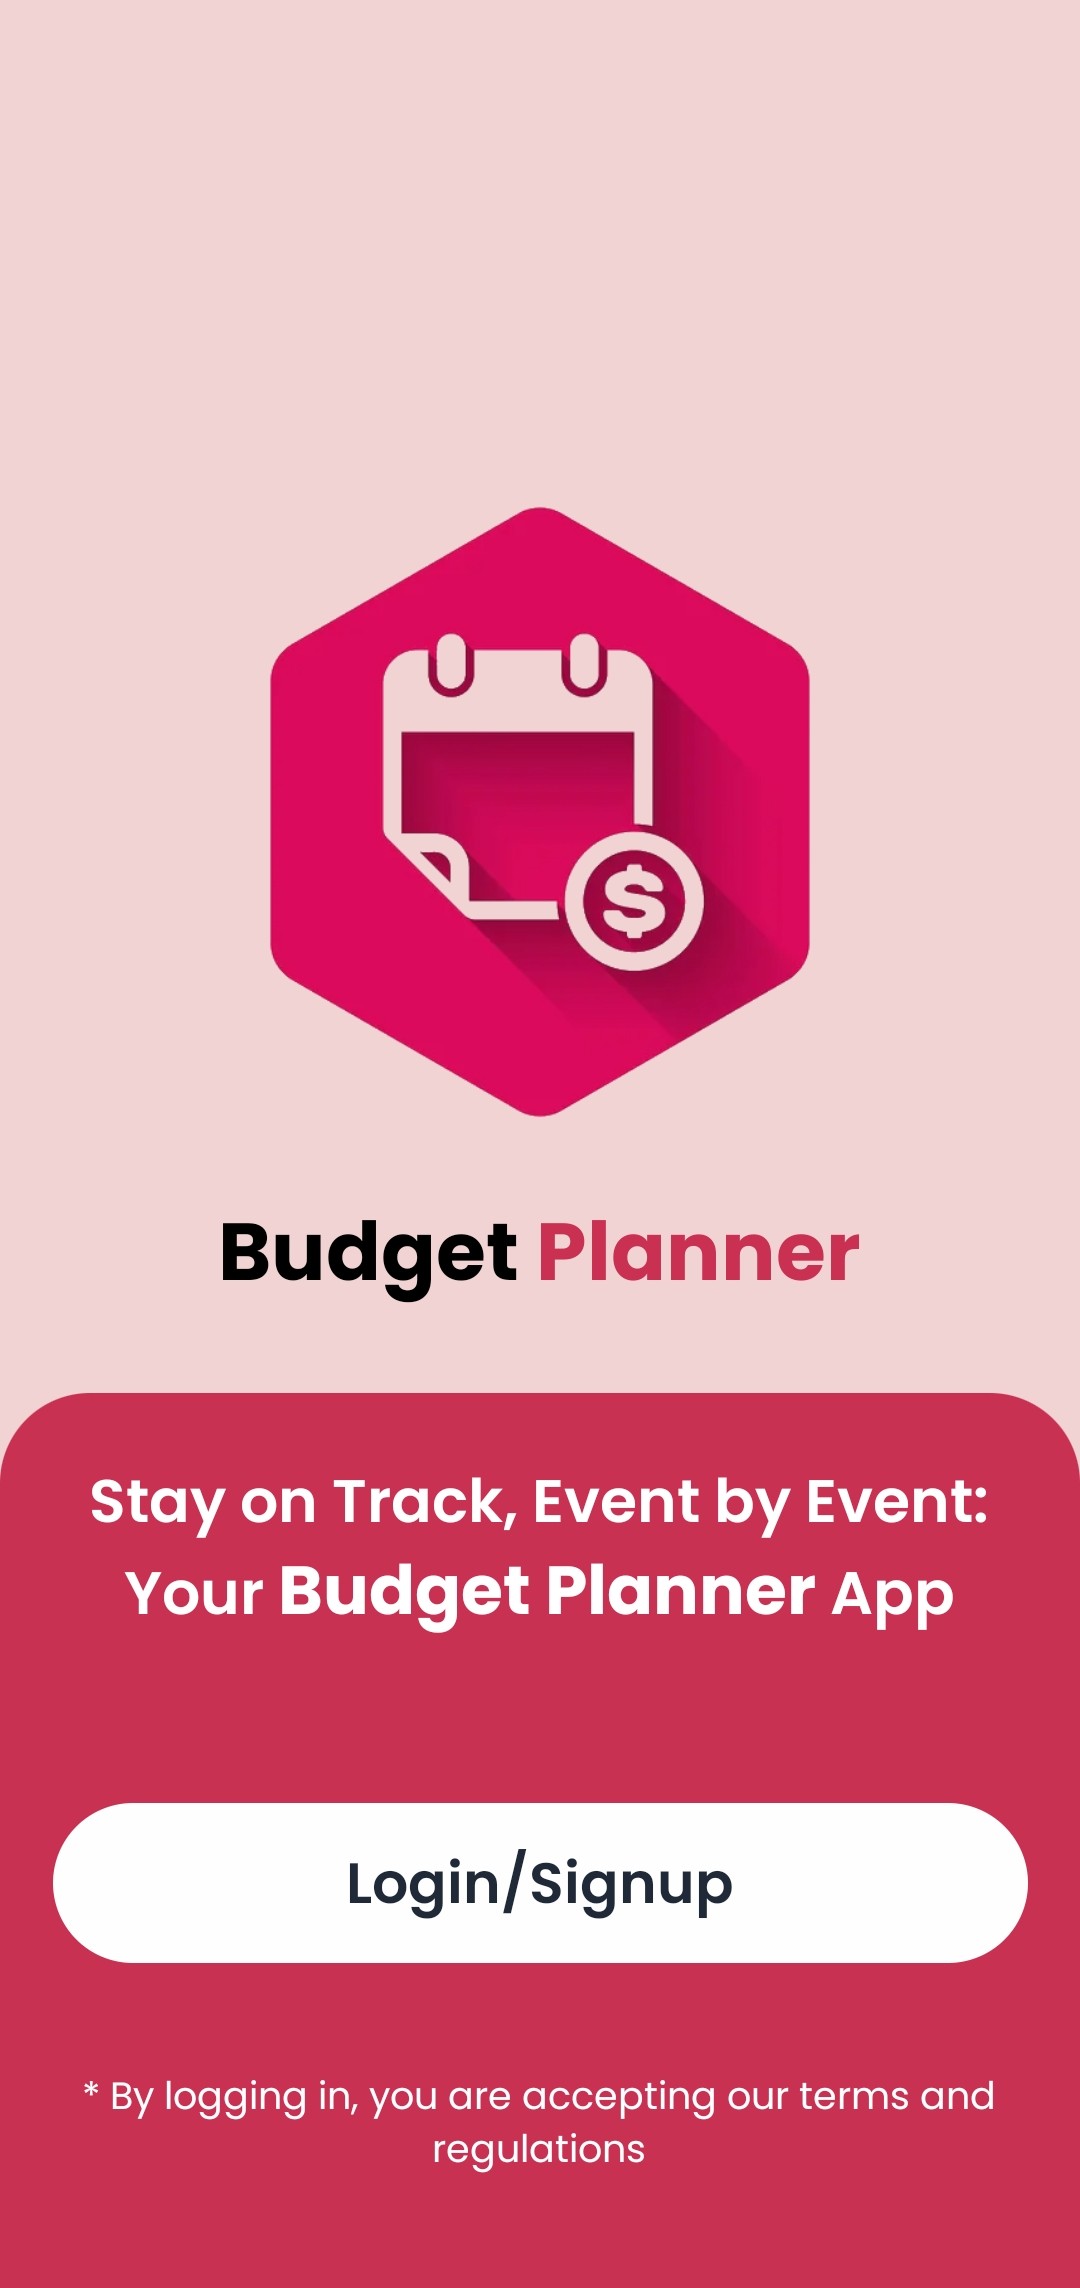 $
Budget Planner
Stay on Track, Event by Event:
Your Budget Planner App
Login/Signup
* By logging in, you are accepting our terms and
regulations